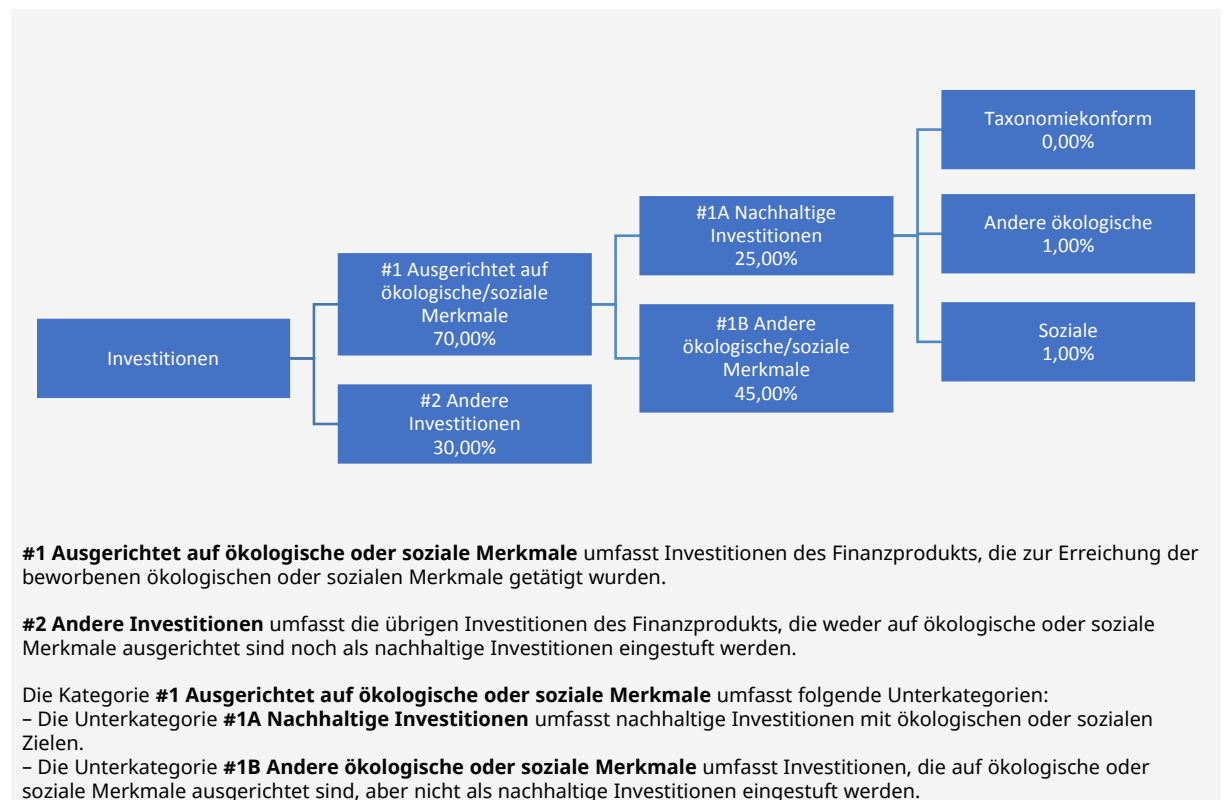 Investitionen
#1 Ausgerichtet auf
ökologische/soziale
Merkmale
70,00%
#2 Andere
Investitionen
30,00%
#1A Nachhaltige
Investitionen
25,00%
#1B Andere
ökologische/soziale
Merkmale
45,00%
Taxonomiekonform
0,00%
Andere ökologische
1,00%
Soziale
1,00%
#1 Ausgerichtet auf ökologische oder soziale Merkmale umfasst Investitionen des Finanzprodukts, die zur Erreichung der
beworbenen ökologischen oder sozialen Merkmale getätigt wurden.
#2 Andere Investitionen umfasst die übrigen Investitionen des Finanzprodukts, die weder auf ökologische oder soziale
Merkmale ausgerichtet sind noch als nachhaltige Investitionen eingestuft werden.
Die Kategorie #1 Ausgerichtet auf ökologische oder soziale Merkmale umfasst folgende Unterkategorien:
– Die Unterkategorie #1A Nachhaltige Investitionen umfasst nachhaltige Investitionen mit ökologischen oder sozialen
Zielen.
– Die Unterkategorie #1B Andere ökologische oder soziale Merkmale umfasst Investitionen, die auf ökologische oder
soziale Merkmale ausgerichtet sind, aber nicht als nachhaltige Investitionen eingestuft werden.